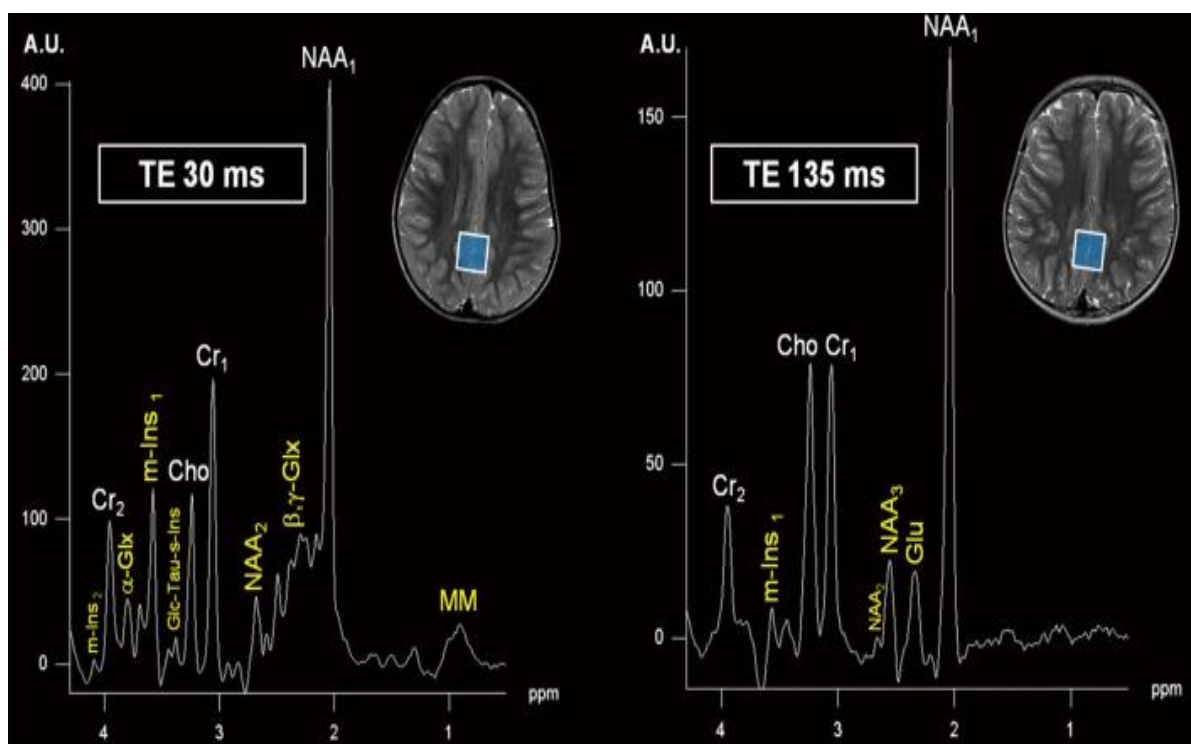 A.U.
NAA₁
400
TE 30 ms
300
200
Cr₁
m-Ins ₁
Cho
Cr₂
α-Glx
Glc-Tau-s-Ins
m-Ins ₂
NAA₂
β,γ-Glx
MM
100
0
ppm
4
3
2
1
A.U.
NAA₁
150
TE 135 ms
100
Cho Cr₁
50
Cr₂
m-Ins ₁
NAA₂
NAA₃
Glu
0
ppm
4
3
2
1